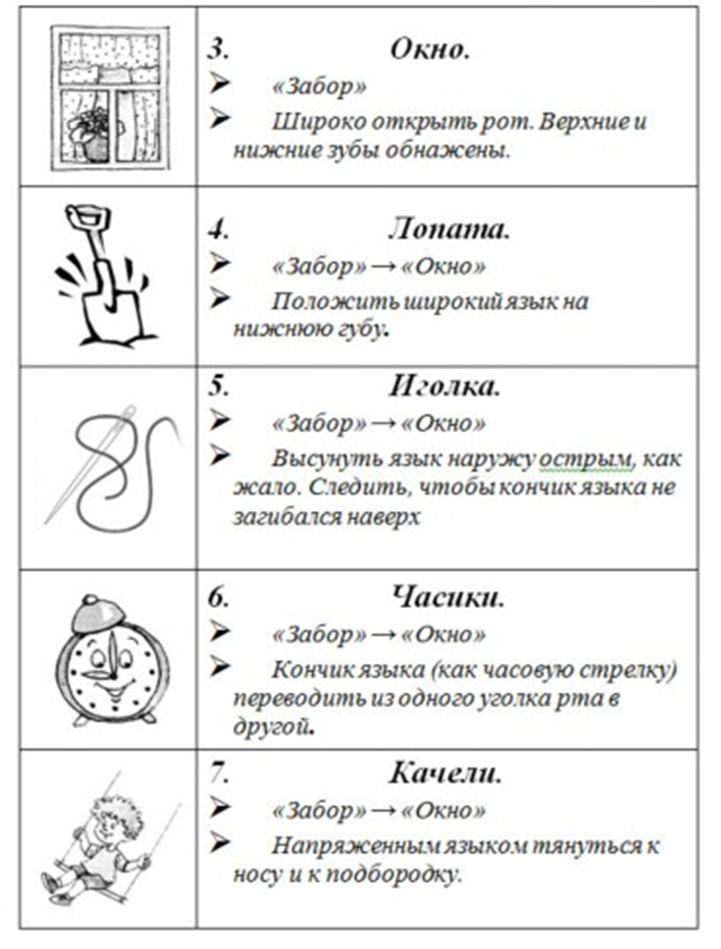 3. Окно.
➢ «Забор»
➢ Широко открыть рот. Верхние и
нижние зубы обнажены.
4. Лопата.
➢ «Забор» → «Окно»
➢ Положить широкий язык на
нижнюю губу.
5. Иголка.
➢ «Забор» → «Окно»
➢ Высунуть язык наружу острым, как
жало. Следить, чтобы кончик языка не
загибался наверх
6. Часики.
➢ «Забор» → «Окно»
➢ Кончик языка (как часовую стрелку)
переводить из одного уголка рта в
другой.
7. Качели.
➢ «Забор» → «Окно»
➢ Напряженным языком тянуться к
носу и к подбородку.